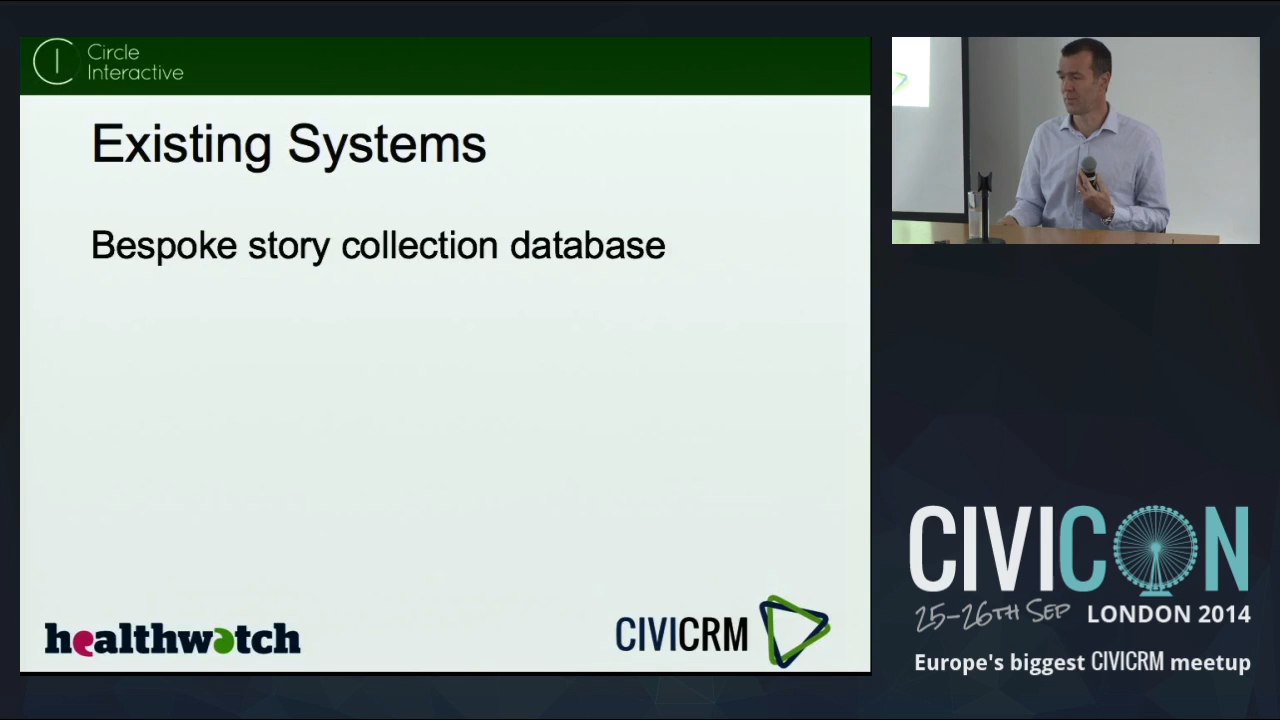 Circle
Interactive
Existing Systems
Bespoke story collection database
healthwatch
CIVICRM
CIVICON
25-26TH SEP LONDON 2014
Europe's biggest CIVICRM meetup